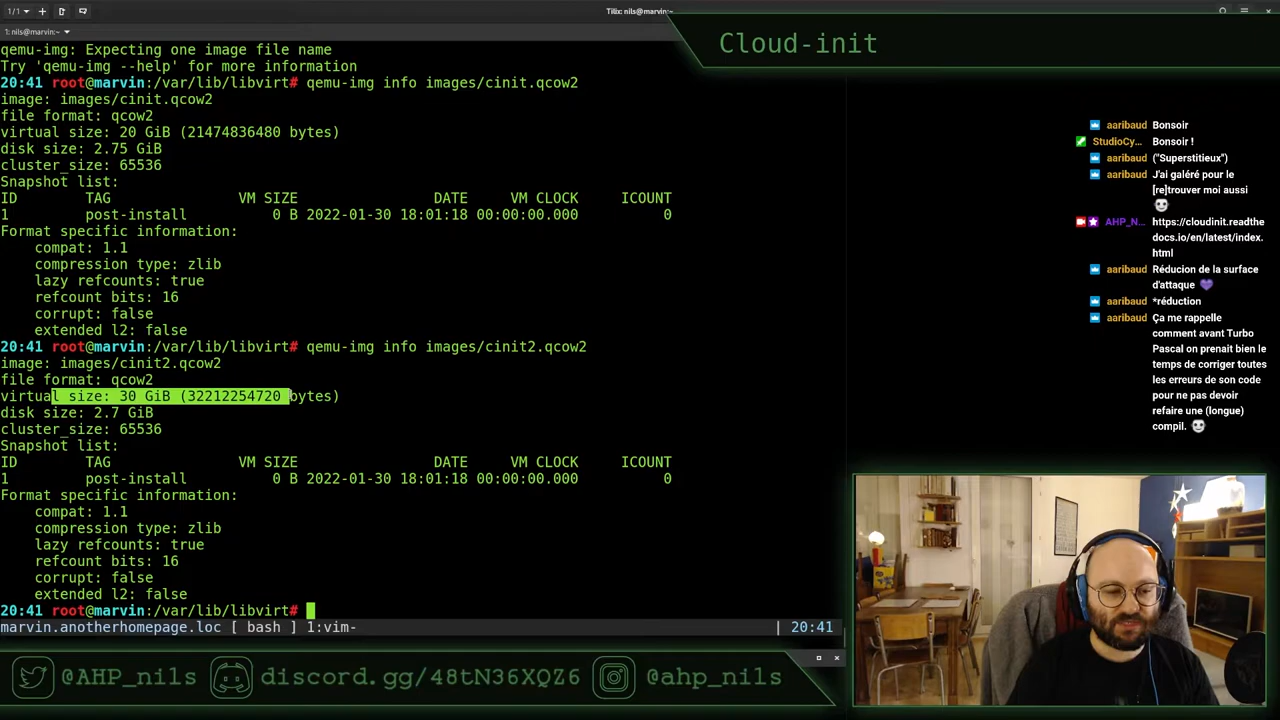 1/1
Tilix: nils@marvin:~
1: nils@marvin:~
Cloud-init
qemu-img: Expecting one image file name
Try 'qemu-img --help' for more information
20:41 root@marvin:/var/lib/libvirt# qemu-img info images/cinit.qcow2
image: images/cinit.qcow2
file format: qcow2
virtual size: 20 GiB (21474836480 bytes)
disk size: 2.75 GiB
cluster_size: 65536
Snapshot list:
ID TAG VM SIZE DATE VM CLOCK ICOUNT
1 post-install 0 B 2022-01-30 18:01:18 00:00:00.000 0
Format specific information:
compat: 1.1
compression type: zlib
lazy refcounts: true
refcount bits: 16
corrupt: false
extended l2: false
20:41 root@marvin:/var/lib/libvirt# qemu-img info images/cinit2.qcow2
image: images/cinit2.qcow2
file format: qcow2
virtual size: 30 GiB (32212254720 bytes)
disk size: 2.7 GiB
cluster_size: 65536
Snapshot list:
ID TAG VM SIZE DATE VM CLOCK ICOUNT
1 post-install 0 B 2022-01-30 18:01:18 00:00:00.000 0
Format specific information:
compat: 1.1
compression type: zlib
lazy refcounts: true
refcount bits: 16
corrupt: false
extended l2: false
20:41 root@marvin:/var/lib/libvirt#
marvin.anotherhomepage.loc [ bash ] 1:vim- | 20:41
aaribaud Bonsoir
StudioCy... Bonsoir !
aaribaud ("Superstitieux")
aaribaud J'ai galéré pour le
[re]trouver moi aussi
AHP_N... https://cloudinit.readthe
docs.io/en/latest/index.
html
aaribaud Réducion de la surface
d'attaque
aaribaud *réduction
aaribaud Ça me rappelle
comment avant Turbo
Pascal on prenait bien le
temps de corriger toutes
les erreurs de son code
pour ne pas devoir
refaire une (longue)
compil.
@AHP_nils
discord.gg/48tN36XQZ6
@ahp_nils